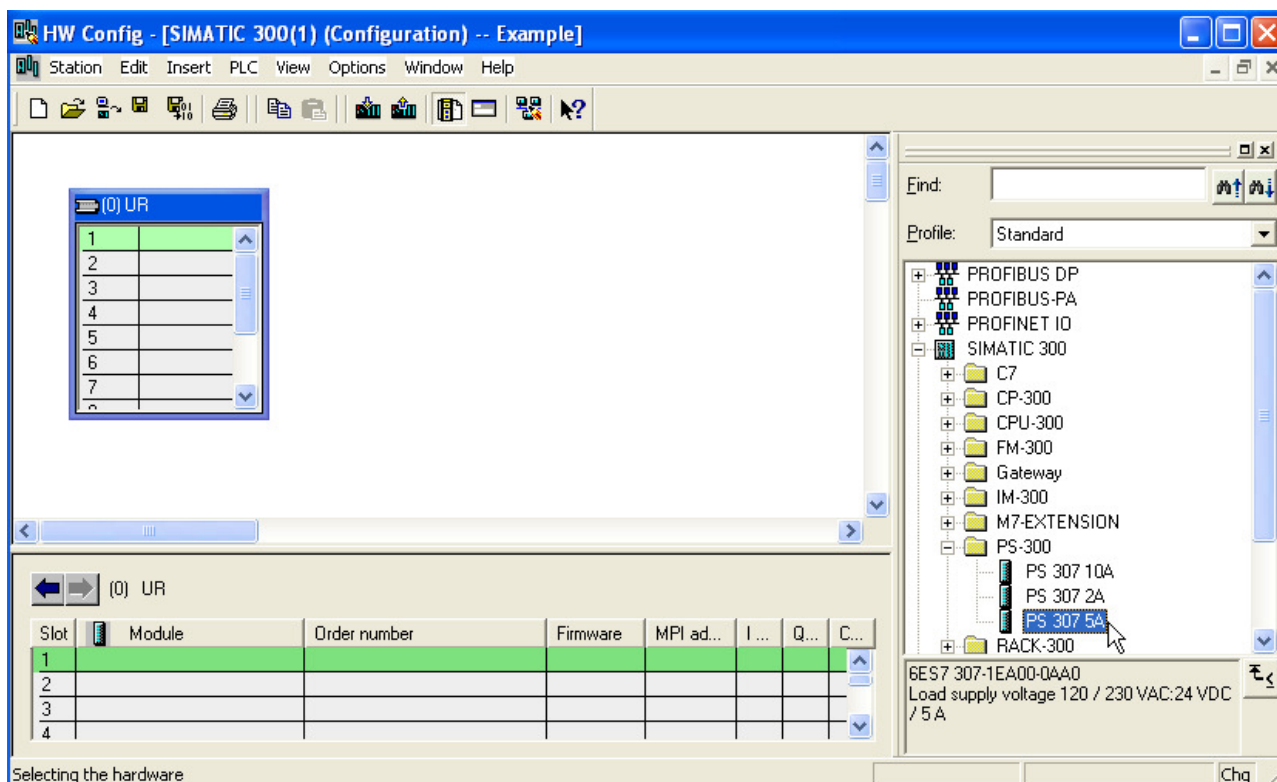 HW Config - [SIMATIC 300(1) (Configuration) -- Example]
Station Edit Insert PLC View Options Window Help
(0) UR
1
2
3
4
5
6
7
Find:
Profile: Standard
PROFIBUS DP
PROFIBUS-PA
PROFINET IO
SIMATIC 300
C7
CP-300
CPU-300
FM-300
Gateway
IM-300
M7-EXTENSION
PS-300
PS 307 10A
PS 307 2A
PS 307 5A
RACK-300
6ES7 307-1EA00-0AA0
Load supply voltage 120 / 230 VAC:24 VDC
/ 5 A
(0) UR
Slot Module Order number Firmware MPI ad... I ... Q... C...
1
2
3
4
Selecting the hardware
Chg